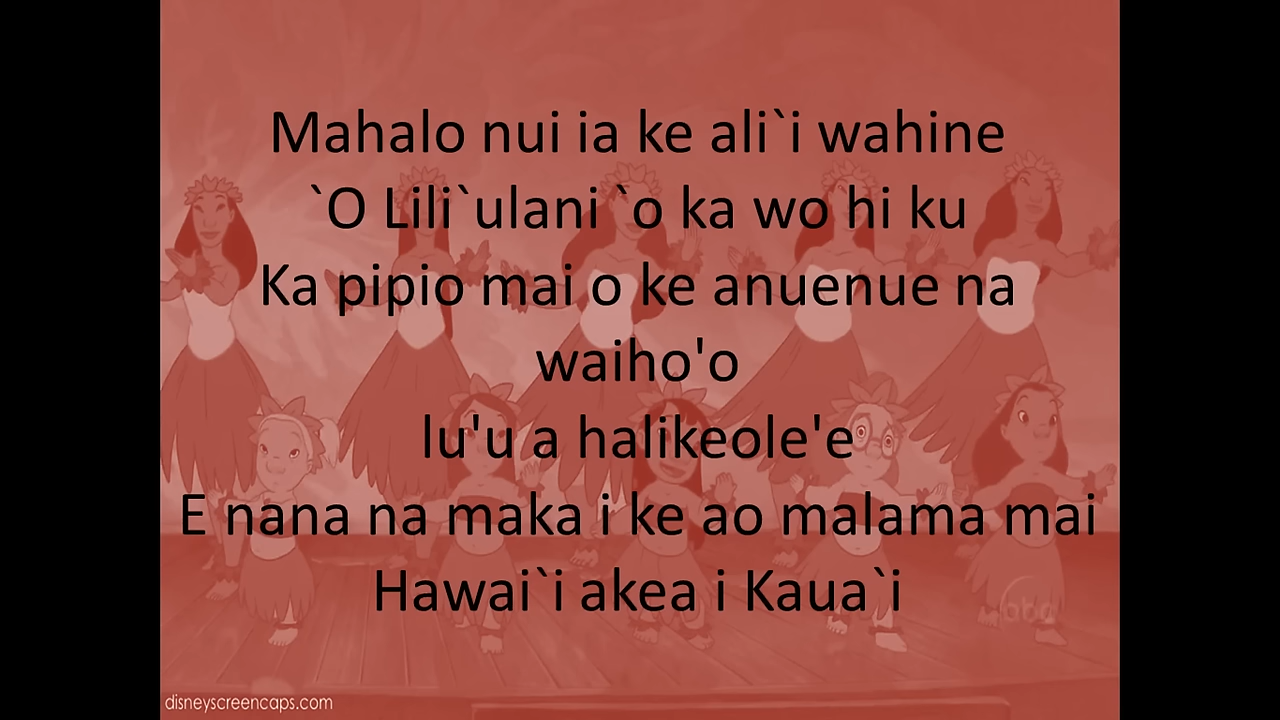 Mahalo nui ia ke ali`i wahine
`O Lili`ulani `o ka wo hi ku
Ka pipio mai o ke anuenue na
waiho'o
lu'u a halikeole'e
E nana na maka i ke ao malama mai
Hawai`i akea i Kaua`i
abc
disneyscreencaps.com